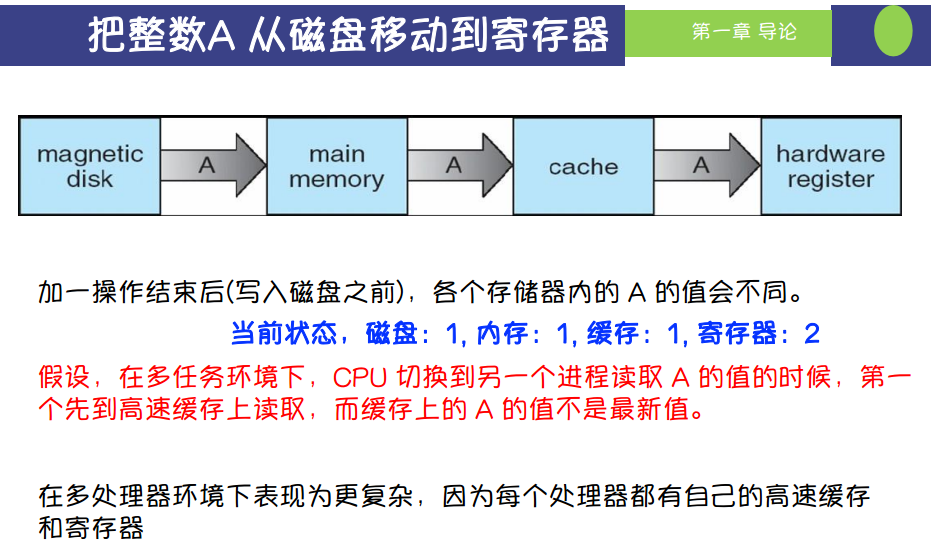 把整数A 从磁盘移动到寄存器
第一章 导论
magnetic
disk
A
main
memory
A
cache
A
hardware
register
加一操作结束后(写入磁盘之前)，各个存储器内的 A 的值会不同。
当前状态，磁盘：1, 内存：1, 缓存：1, 寄存器：2
假设，在多任务环境下，CPU 切换到另一个进程读取 A 的值的时候，第一
个先到高速缓存上读取，而缓存上的 A 的值不是最新值。
在多处理器环境下表现为更复杂，因为每个处理器都有自己的高速缓存
和寄存器